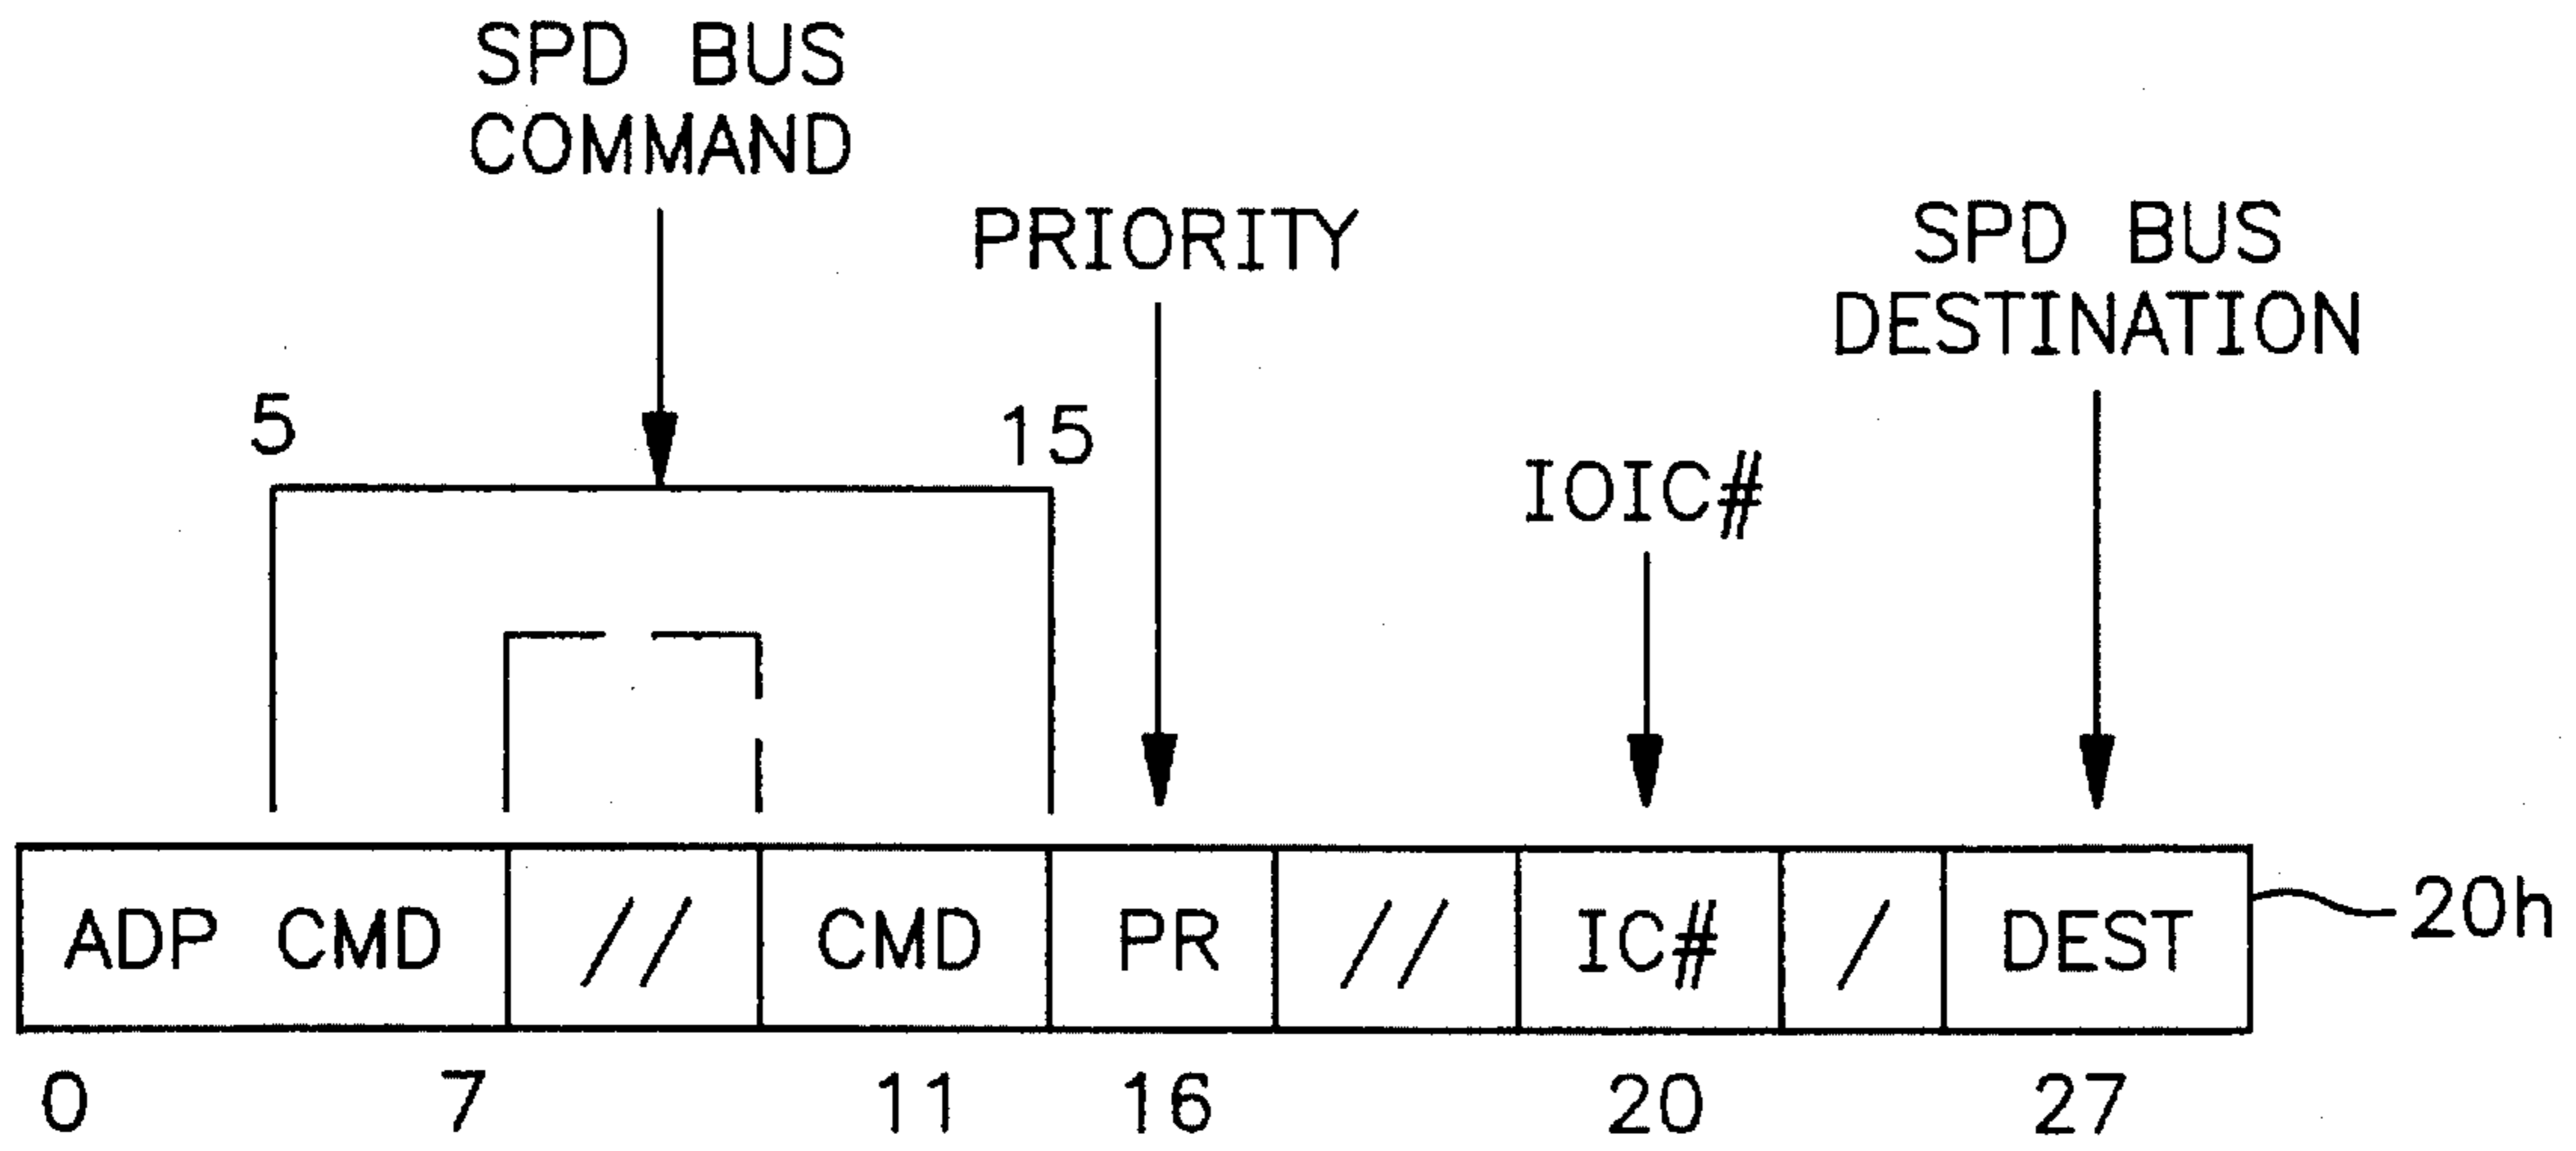 SPD BUS
COMMAND
PRIORITY
SPD BUS
DESTINATION
5
15
IOIC#
ADP CMD // CMD PR // IC# / DEST
20h
0 7 11 16 20 27